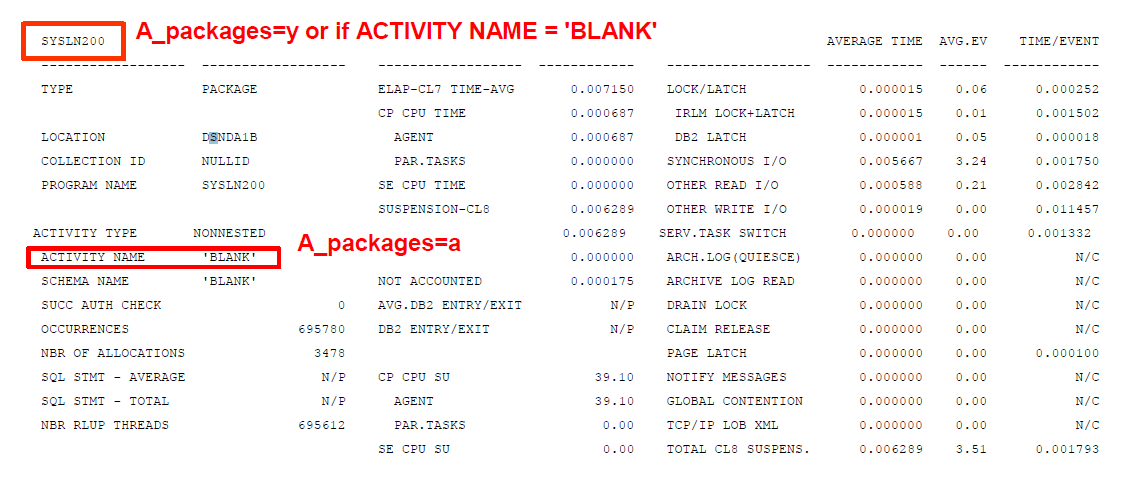 A_packages=y or if ACTIVITY NAME = 'BLANK'
SYSLN200 AVERAGE TIME AVG.EV TIME/EVENT
------------------ ------------------ ------------------ ------------ ------------------ ------------ ------ ------------
TYPE PACKAGE ELAP-CL7 TIME-AVG 0.007150 LOCK/LATCH 0.000015 0.06 0.000252
CP CPU TIME 0.000687 IRLM LOCK+LATCH 0.000015 0.01 0.001502
LOCATION DSNDA1B AGENT 0.000687 DB2 LATCH 0.000001 0.05 0.000018
COLLECTION ID NULLID PAR.TASKS 0.000000 SYNCHRONOUS I/O 0.005667 3.24 0.001750
PROGRAM NAME SYSLN200 SE CPU TIME 0.000000 OTHER READ I/O 0.000588 0.21 0.002842
SUSPENSION-CL8 0.006289 OTHER WRITE I/O 0.000019 0.00 0.011457
ACTIVITY TYPE NONNESTED 0.006289 SERV.TASK SWITCH 0.000000 0.00 0.001332
A_packages=a
ACTIVITY NAME 'BLANK' 0.000000 ARCH.LOG(QUIESCE) 0.000000 0.00 N/C
SCHEMA NAME 'BLANK' NOT ACCOUNTED 0.000175 ARCHIVE LOG READ 0.000000 0.00 N/C
SUCC AUTH CHECK 0 AVG.DB2 ENTRY/EXIT N/P DRAIN LOCK 0.000000 0.00 N/C
OCCURRENCES 695780 DB2 ENTRY/EXIT N/P CLAIM RELEASE 0.000000 0.00 N/C
NBR OF ALLOCATIONS 3478 PAGE LATCH 0.000000 0.00 0.000100
SQL STMT - AVERAGE N/P CP CPU SU 39.10 NOTIFY MESSAGES 0.000000 0.00 N/C
SQL STMT - TOTAL N/P AGENT 39.10 GLOBAL CONTENTION 0.000000 0.00 N/C
NBR RLUP THREADS 695612 PAR.TASKS 0.00 TCP/IP LOB XML 0.000000 0.00 N/C
SE CPU SU 0.00 TOTAL CL8 SUSPENS. 0.006289 3.51 0.001793